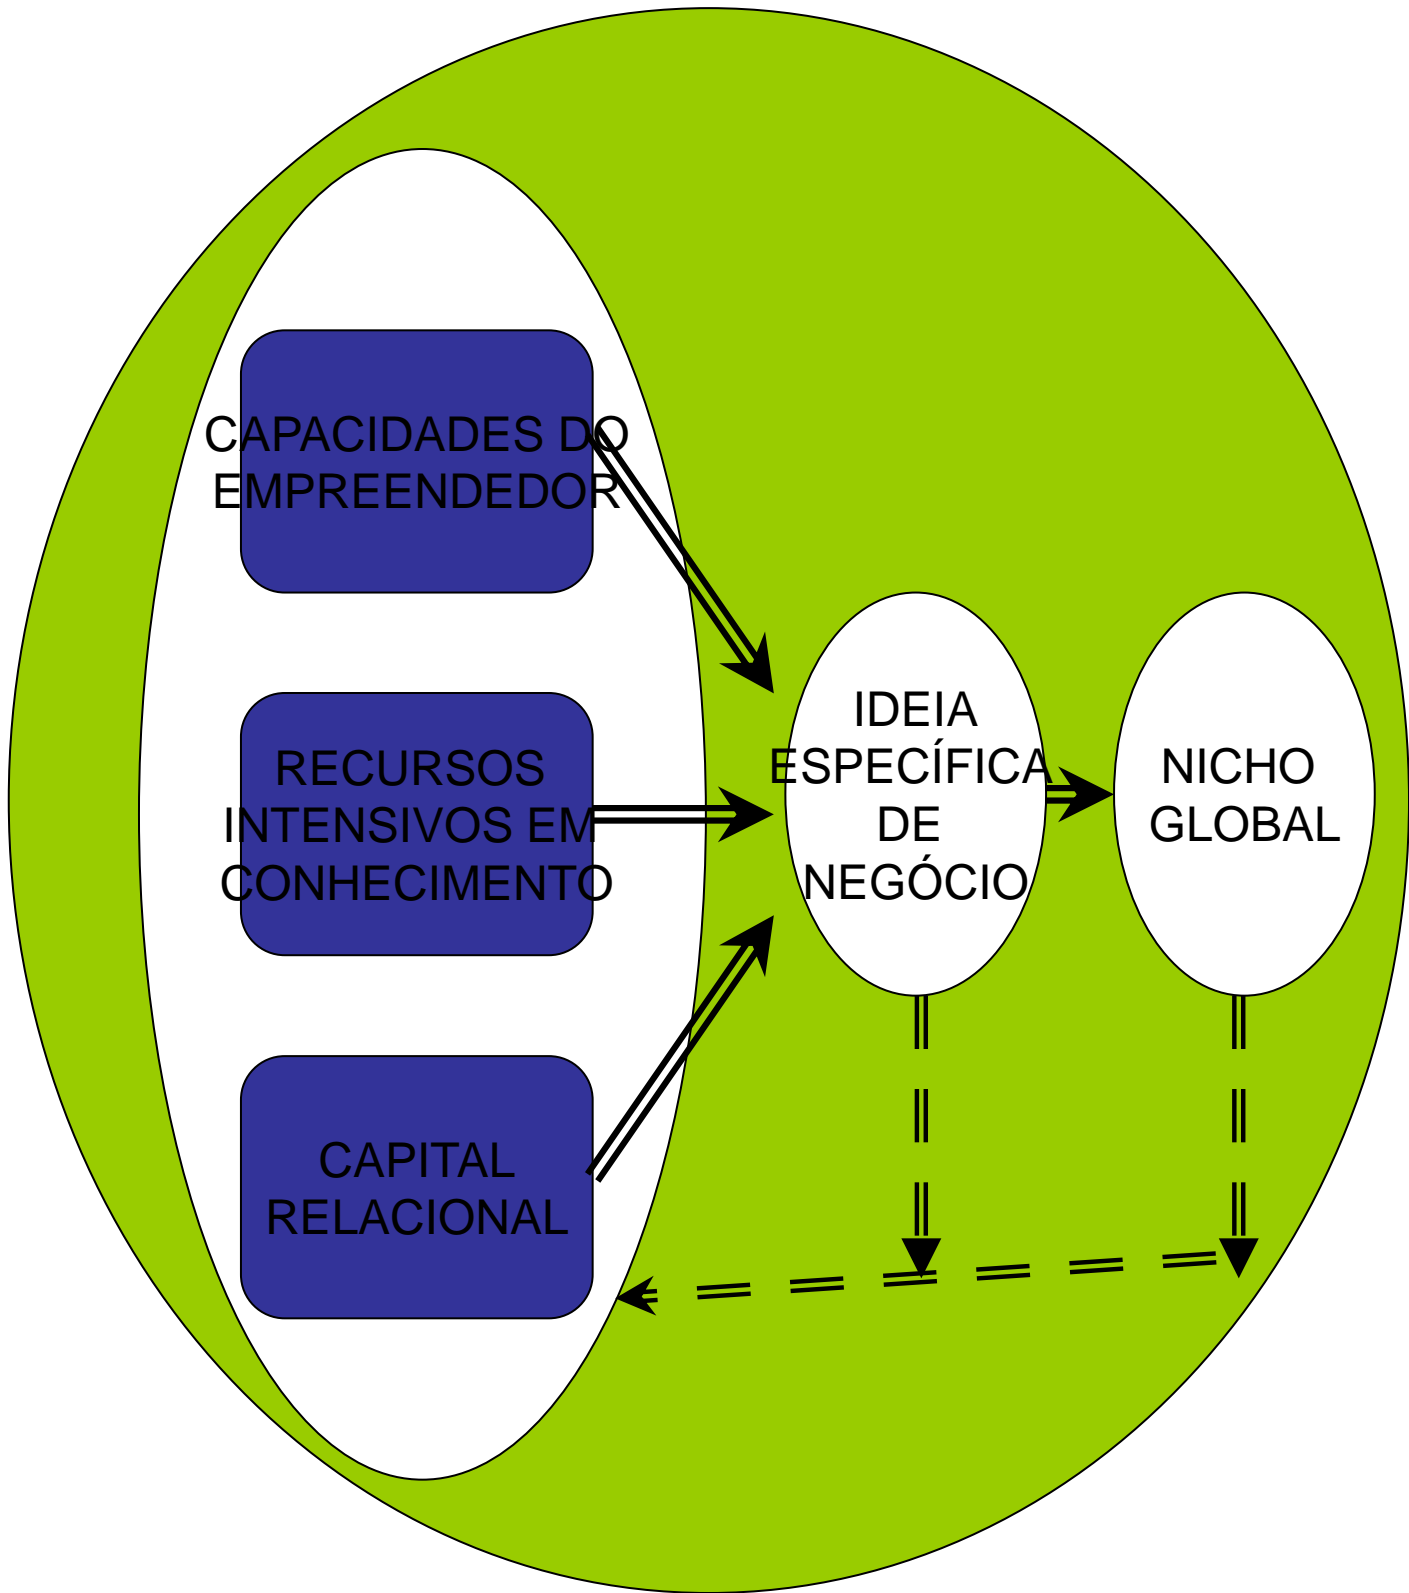 CAPACIDADES DO
EMPREENDEDOR
RECURSOS
INTENSIVOS EM
CONHECIMENTO
CAPITAL
RELACIONAL
IDEIA
ESPECÍFICA
DE
NEGÓCIO
NICHO
GLOBAL